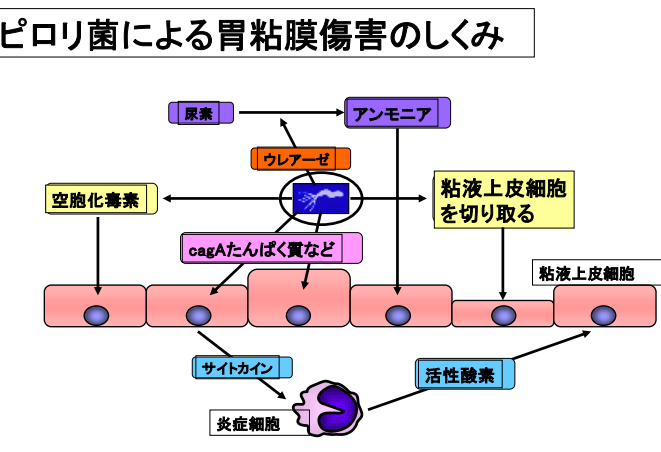 ピロリ菌による胃粘膜傷害のしくみ
尿素
アンモニア
ウレアーゼ
空胞化毒素
粘液上皮細胞
を切り取る
cagAたんぱく質など
粘液上皮細胞
サイトカイン
活性酸素
炎症細胞